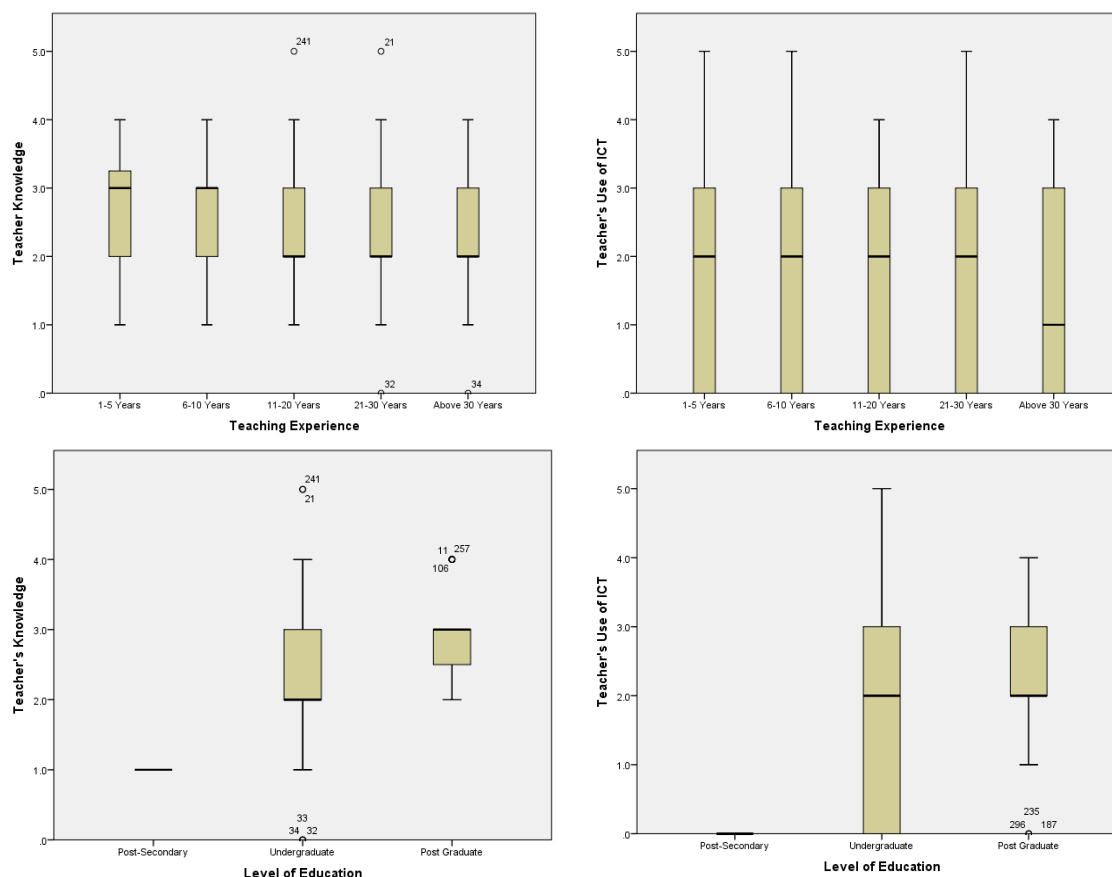 241
21
5.0
4.0
3.0
2.0
1.0
.0
Teacher Knowledge
32
34
1-5 Years
6-10 Years
11-20 Years
21-30 Years
Above 30 Years
Teaching Experience
5.0
4.0
3.0
2.0
1.0
.0
Teacher's Use of ICT
1-5 Years
6-10 Years
11-20 Years
21-30 Years
Above 30 Years
Teaching Experience
5.0
4.0
3.0
2.0
1.0
.0
Teacher's Knowledge
241
21
11 257
106
33
34 32
Post-Secondary
Undergraduate
Post Graduate
Level of Education
5.0
4.0
3.0
2.0
1.0
.0
Teacher's Use of ICT
235
296 187
Post-Secondary
Undergraduate
Post Graduate
Level of Education